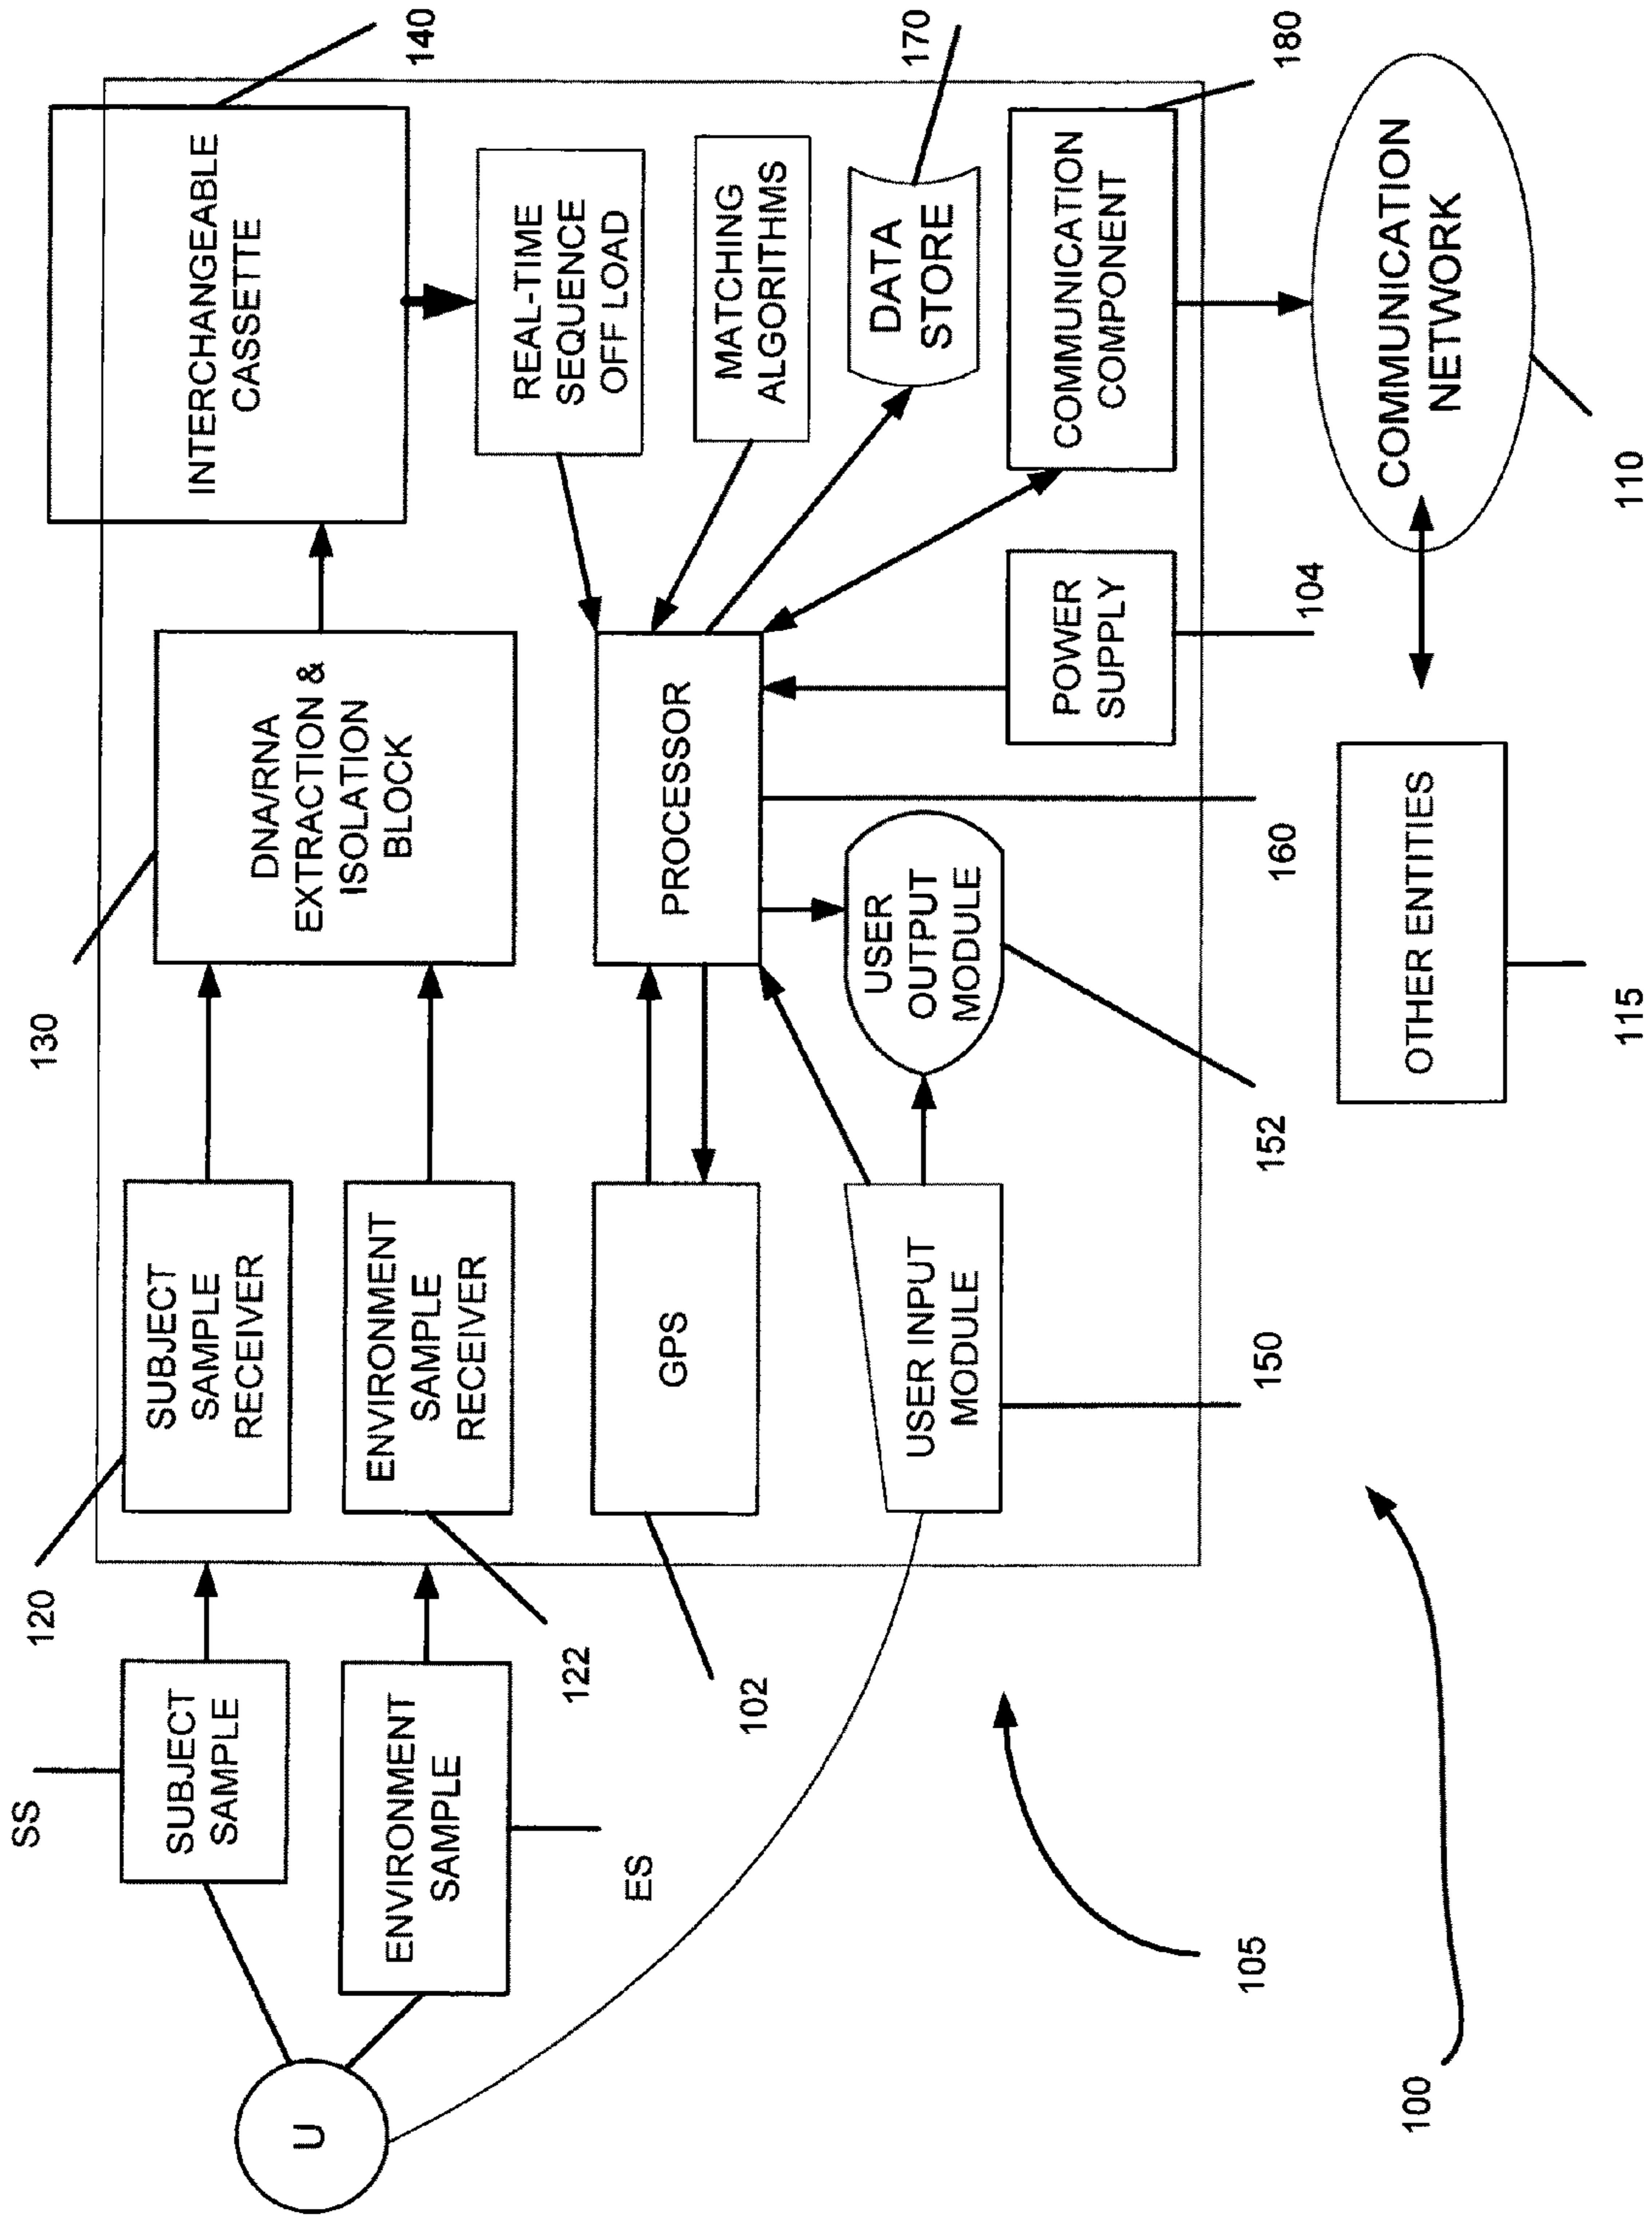 SS
SUBJECT
SAMPLE
120
SUBJECT
SAMPLE
RECEIVER
130
DNA/RNA
EXTRACTION &
ISOLATION
BLOCK
INTERCHANGEABLE
CASSETTE
140
U
ENVIRONMENT
SAMPLE
ES
122
ENVIRONMENT
SAMPLE
RECEIVER
REAL-TIME
SEQUENCE
OFF LOAD
102
GPS
PROCESSOR
MATCHING
ALGORITHMS
USER INPUT
MODULE
USER
OUTPUT
MODULE
DATA
STORE
170
POWER
SUPPLY
COMMUNICATION
COMPONENT
105
150
152
160
104
180
100
OTHER ENTITIES
115
COMMUNICATION
NETWORK
110